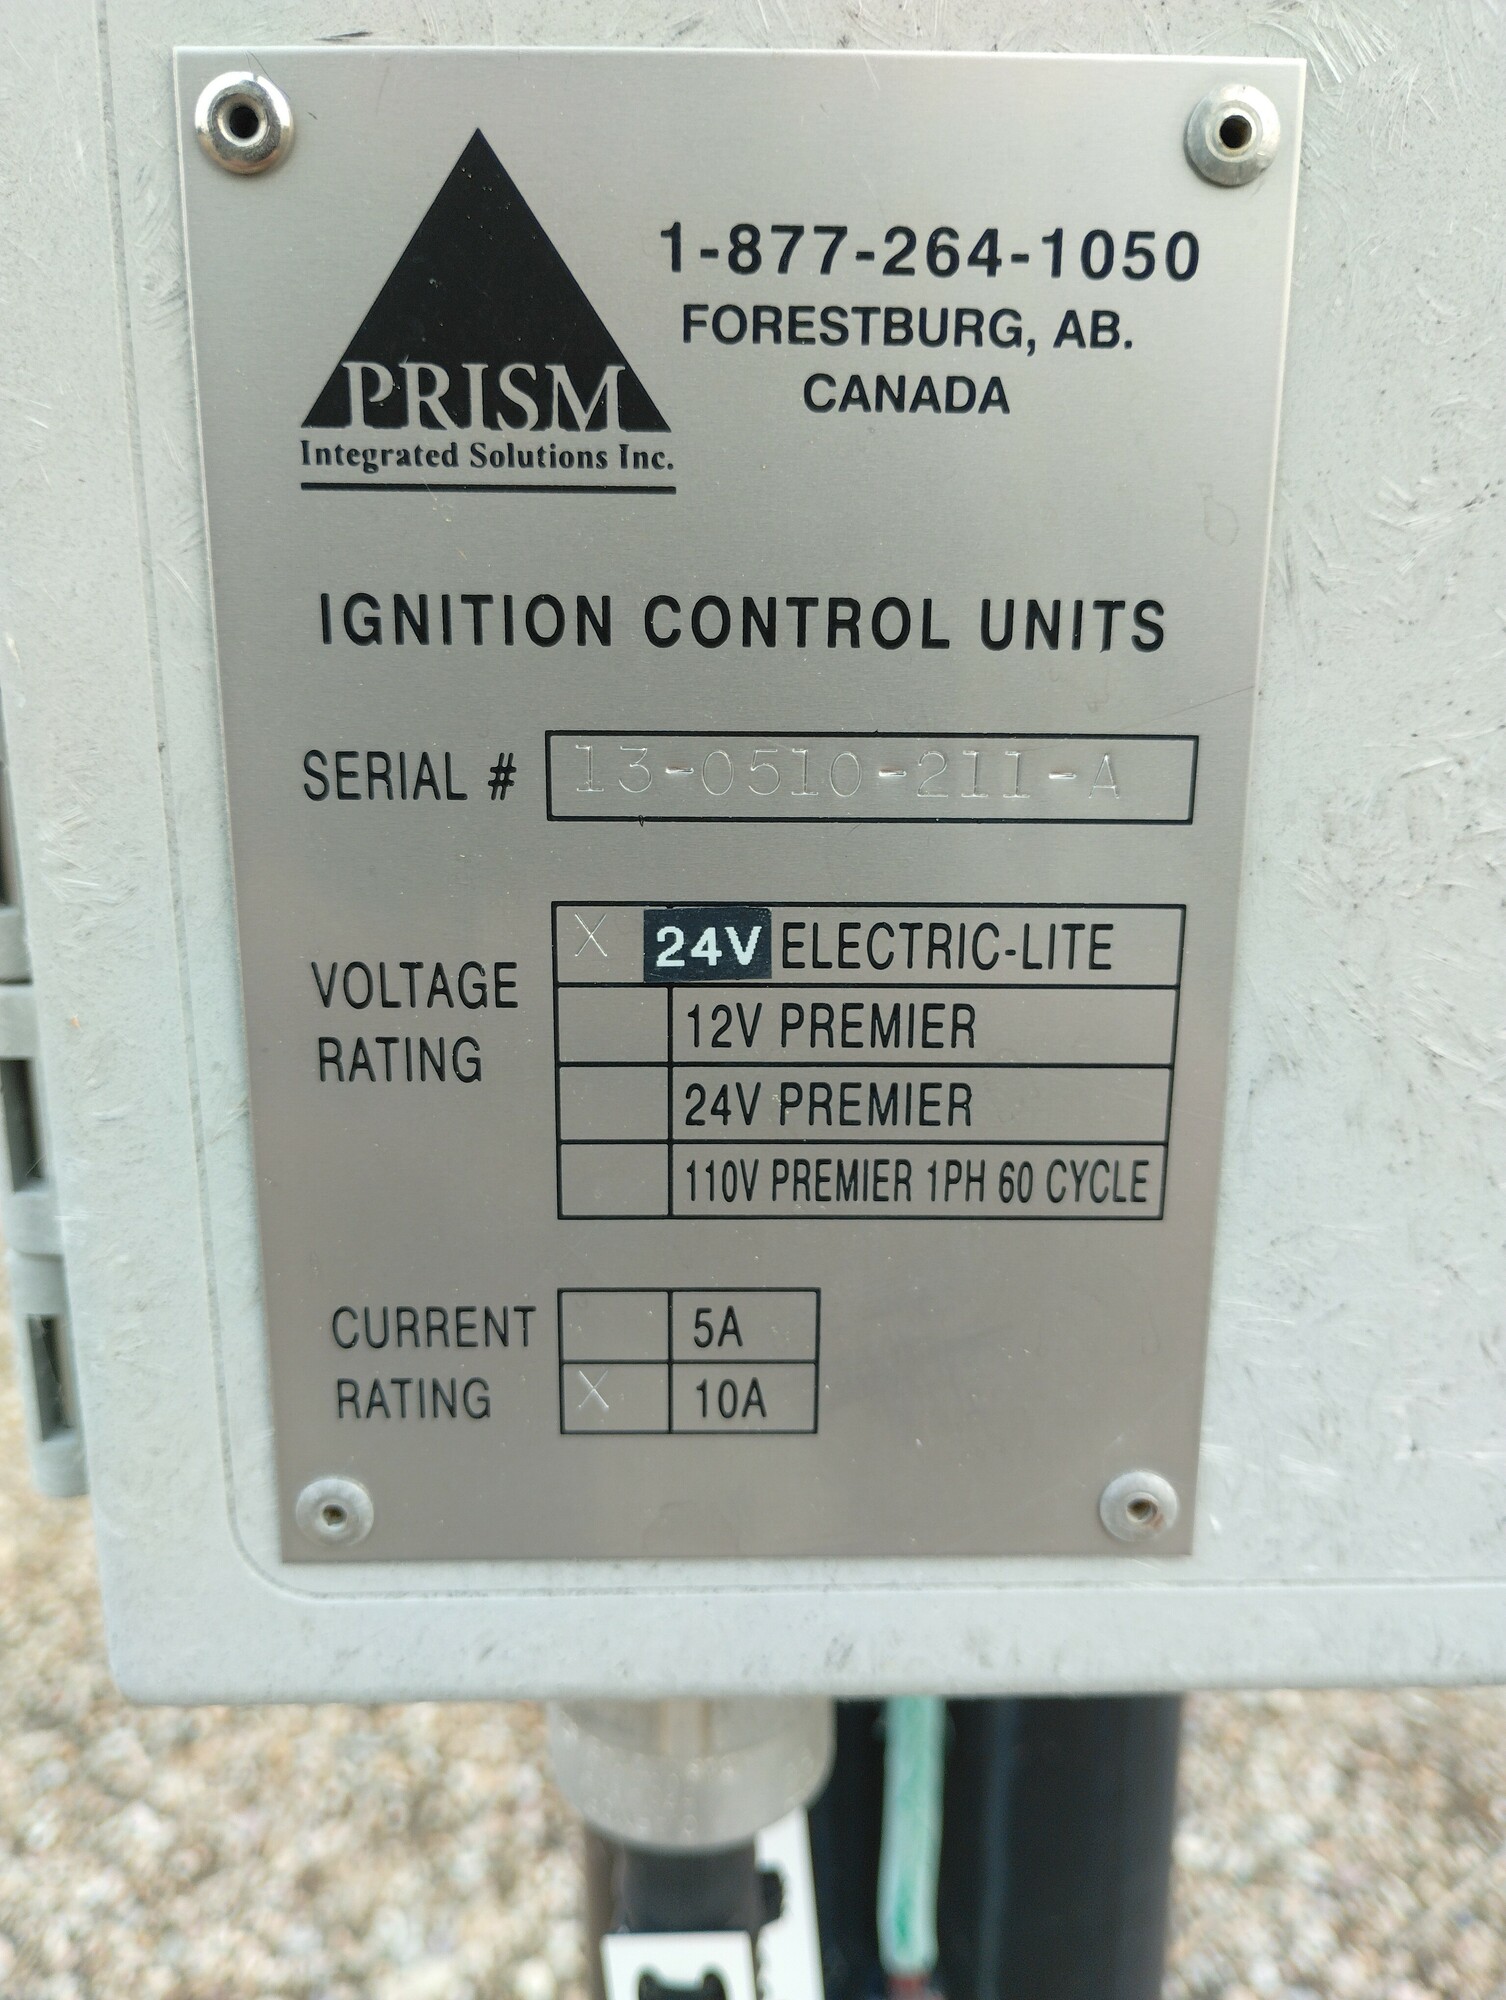 PRISM
Integrated Solutions Inc.
1-877-264-1050
FORESTBURG, AB.
CANADA
IGNITION CONTROL UNITS
SERIAL # 13-0510-211-A
VOLTAGE RATING
X 24V ELECTRIC-LITE
12V PREMIER
24V PREMIER
110V PREMIER 1PH 60 CYCLE
CURRENT RATING
5A
X 10A